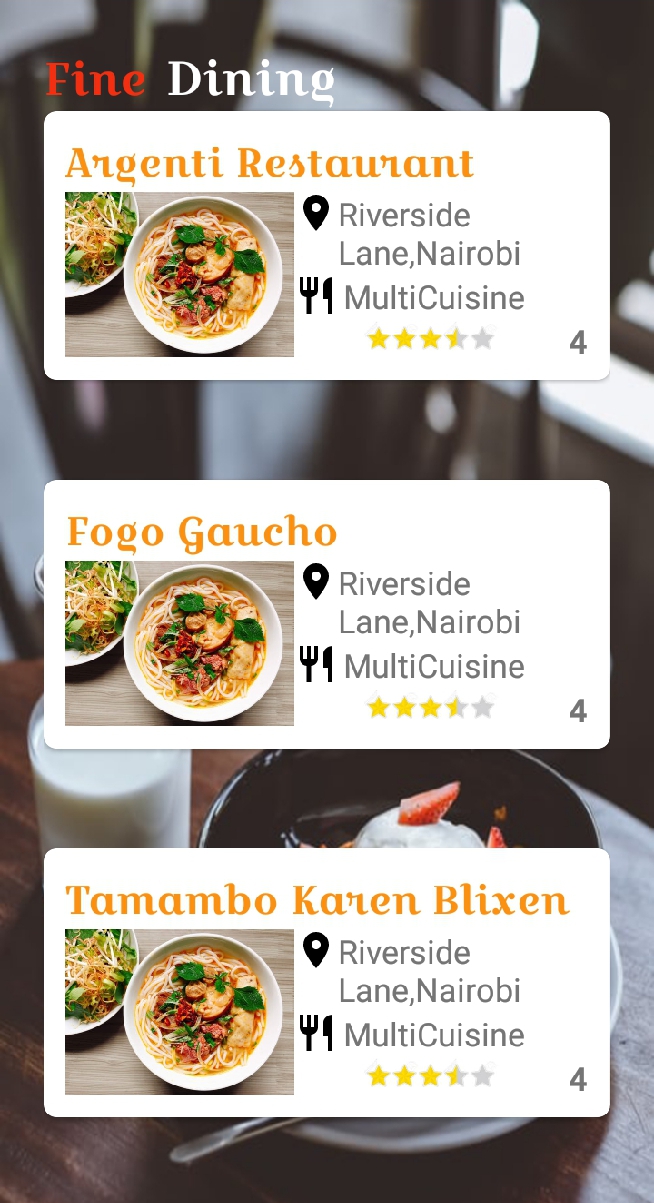 Fine Dining
Argenti Restaurant
Riverside
Lane,Nairobi
MultiCuisine
4
Fogo Gaucho
Riverside
Lane,Nairobi
MultiCuisine
4
Tamambo Karen Blixen
Riverside
Lane,Nairobi
MultiCuisine
4